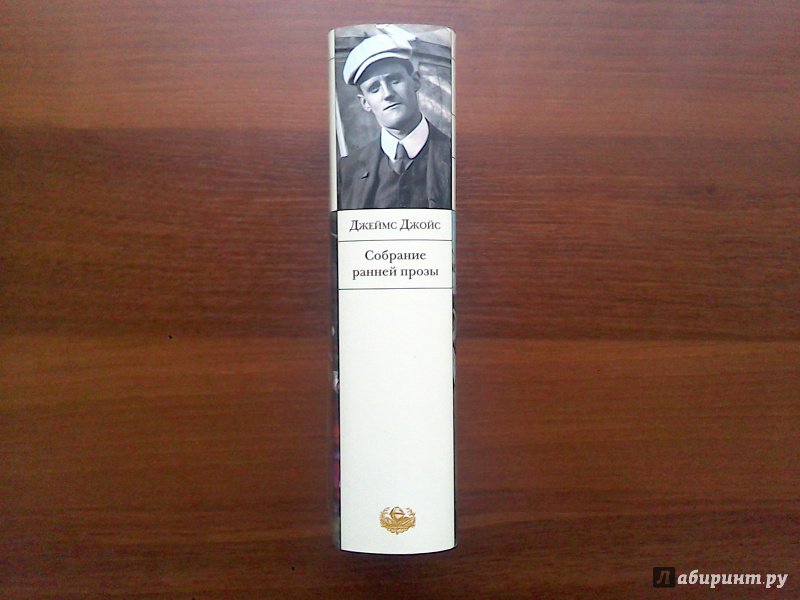 Джеймс Джойс
Собрание
ранней прозы
Лабиринт.ру